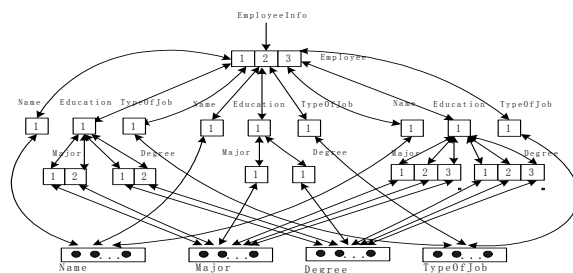 EmployeeInfo
1 2 3 Employee
Name Education TypeOfJob Name Education TypeOfJob Name Education TypeOfJob
1 1 1 1 1 1 1 1 1
Major Degree Major Degree Major Degree
1 2 1 2 1 1 1 2 3 1 2 3
Name Major Degree TypeOfJob